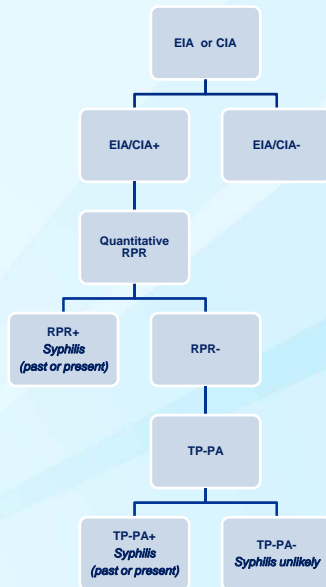 EIA or CIA
EIA/CIA+
EIA/CIA-
Quantitative
RPR
RPR+
Syphilis
(past or present)
RPR-
TP-PA
TP-PA+
Syphilis
(past or present)
TP-PA-
Syphilis unlikely